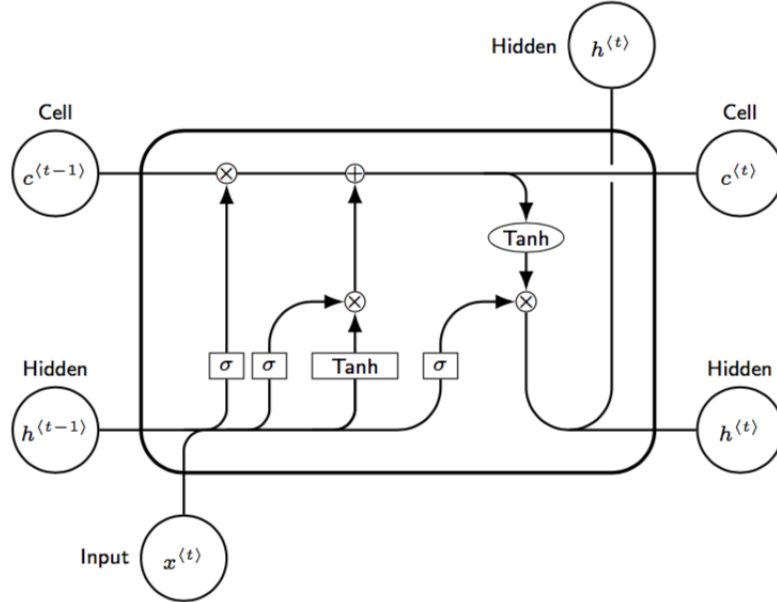 Hidden
h⟨t⟩
Cell
Cell
c⟨t−1⟩
×
+
c⟨t⟩
Tanh
×
×
σ
σ
Tanh
σ
Hidden
Hidden
h⟨t−1⟩
h⟨t⟩
Input
x⟨t⟩